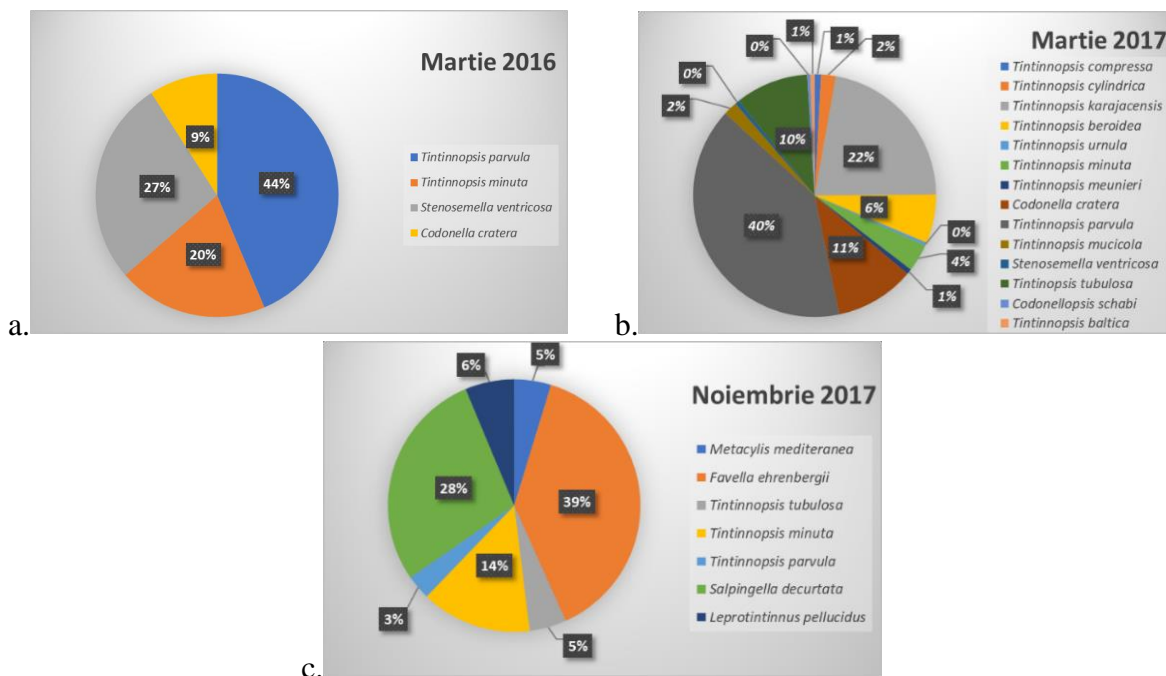 Martie 2016
9%
27%
44%
20%
Tintinnopsis parvula
Tintinnopsis minuta
Stenosemella ventricosa
Codonella cratera
a.
Martie 2017
1%
0%
1%
2%
0%
2%
10%
22%
6%
40%
11%
0%
4%
1%
Tintinnopsis compressa
Tintinnopsis cylindrica
Tintinnopsis karajacensis
Tintinnopsis beroidea
Tintinnopsis urnula
Tintinnopsis minuta
Tintinnopsis meunieri
Codonella cratera
Tintinnopsis parvula
Tintinnopsis mucicola
Stenosemella ventricosa
Tintinopsis tubulosa
Codonellopsis schabi
Tintinnopsis baltica
b.
Noiembrie 2017
6%
5%
28%
39%
14%
3%
5%
Metacylis mediteranea
Favella ehrenbergii
Tintinnopsis tubulosa
Tintinnopsis minuta
Tintinnopsis parvula
Salpingella decurtata
Leprotintinnus pellucidus
c.